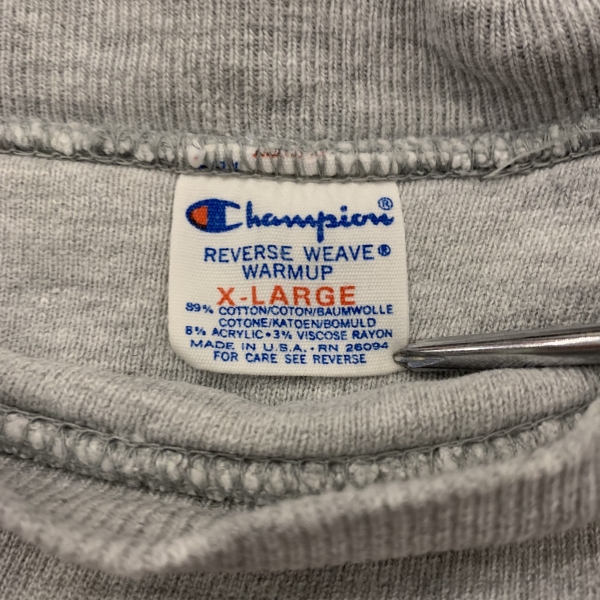 Champion®
REVERSE WEAVE®
WARMUP
X-LARGE
89% COTTON/COTON/BAUMWOLLE
COTONE/KATOEN/BOMULD
8% ACRYLIC • 3% VISCOSE RAYON
MADE IN U.S.A. • RN 26094
FOR CARE SEE REVERSE